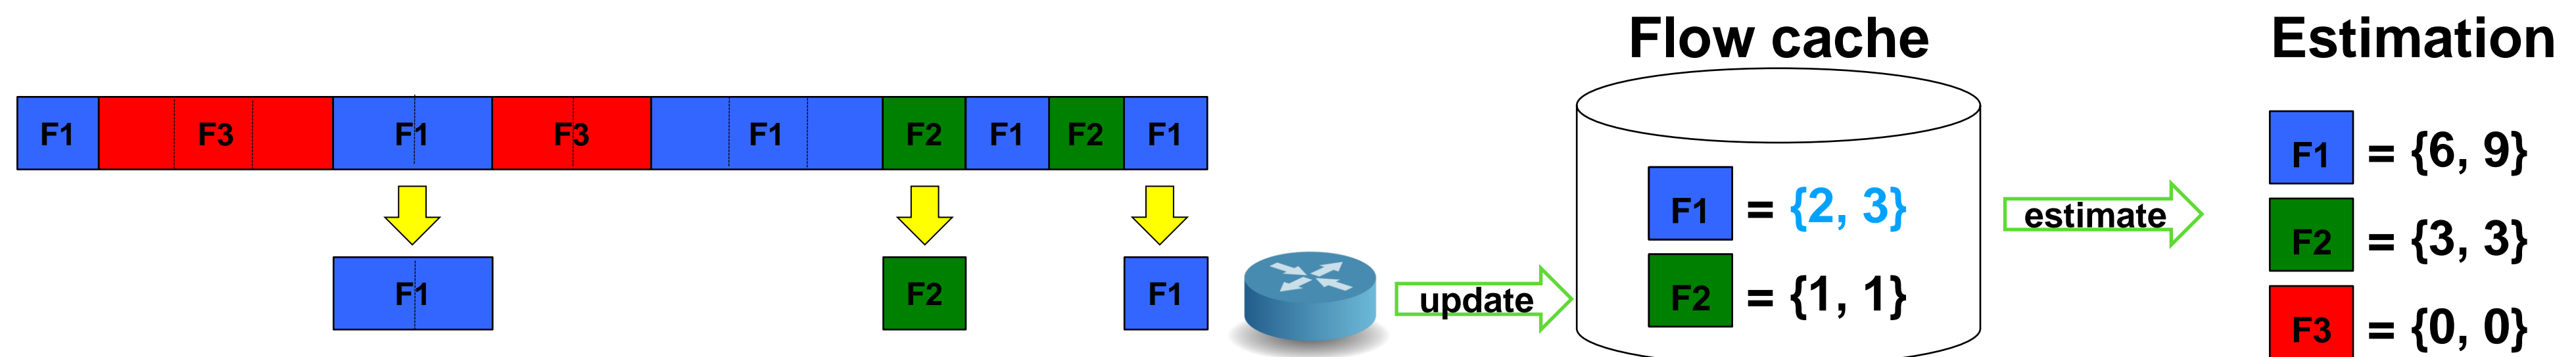 Flow cache
Estimation
F1 F3 F1 F3 F1 F2 F1 F2 F1
F1 F2 F1
update
F1 = {2, 3}
F2 = {1, 1}
estimate
F1 = {6, 9}
F2 = {3, 3}
F3 = {0, 0}